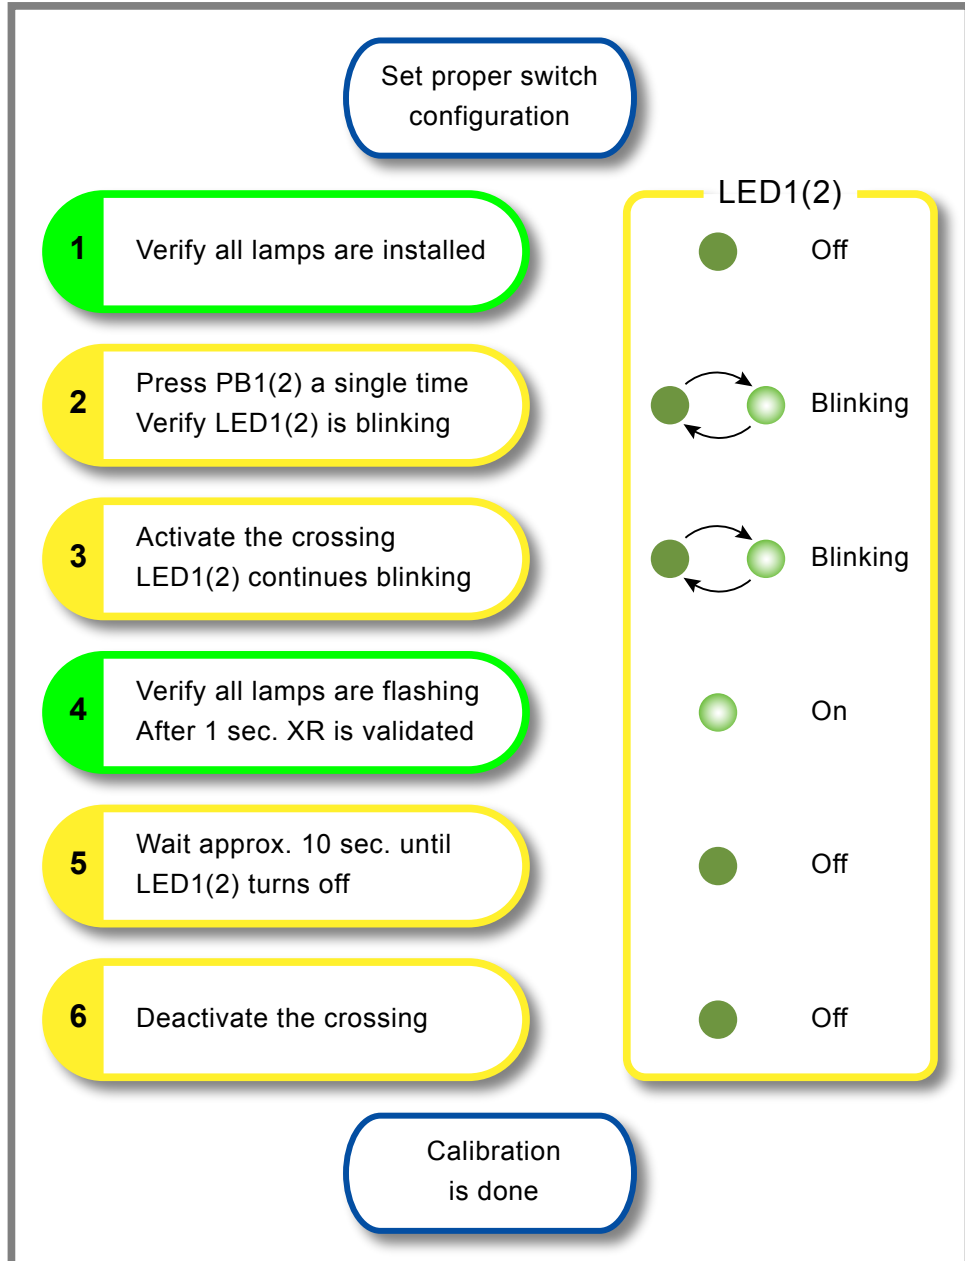 Set proper switch
configuration
LED1(2)
1
Verify all lamps are installed
Off
2
Press PB1(2) a single time
Verify LED1(2) is blinking
Blinking
3
Activate the crossing
LED1(2) continues blinking
Blinking
4
Verify all lamps are flashing
After 1 sec. XR is validated
On
5
Wait approx. 10 sec. until
LED1(2) turns off
Off
6
Deactivate the crossing
Off
Calibration
is done